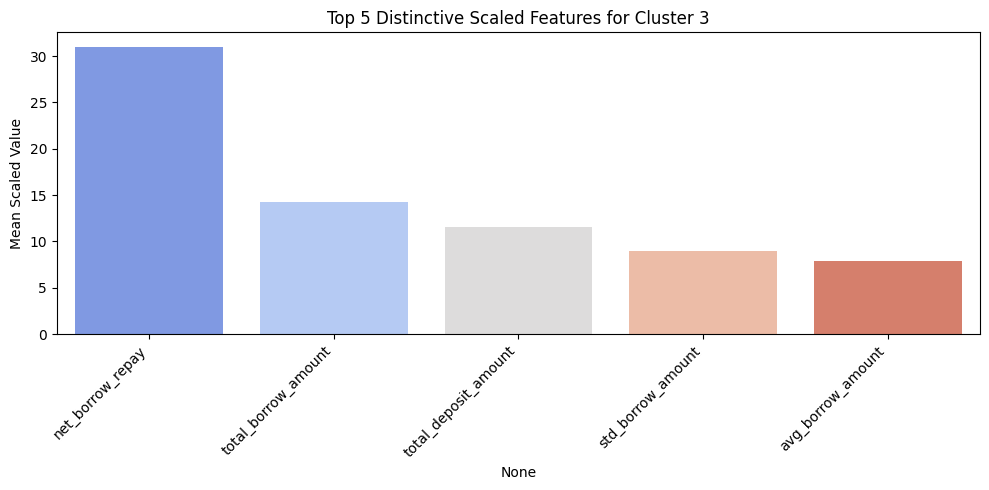 Top 5 Distinctive Scaled Features for Cluster 3
Mean Scaled Value
30
25
20
15
10
5
0
net_borrow_repay
total_borrow_amount
total_deposit_amount
std_borrow_amount
avg_borrow_amount
None